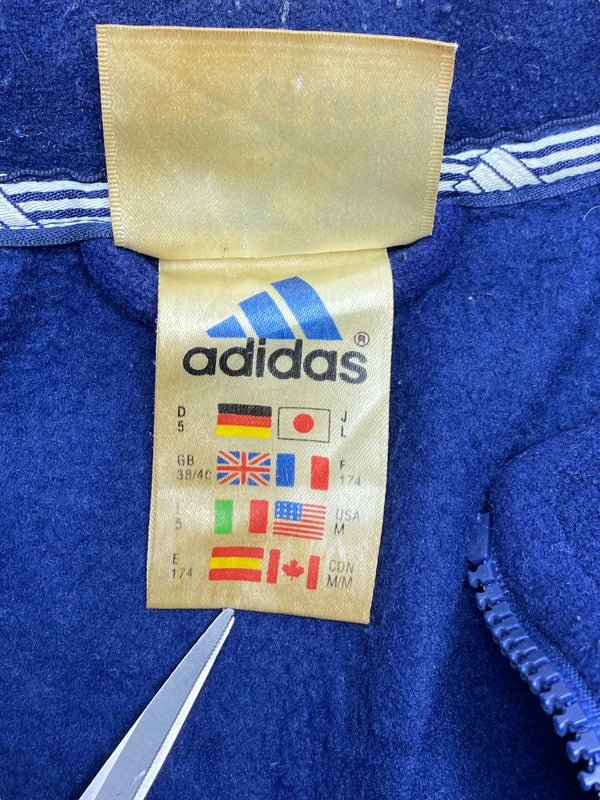 adidas®
D J
5 L
GB F
38/40 174
I USA
5 M
E CDN
174 M/M